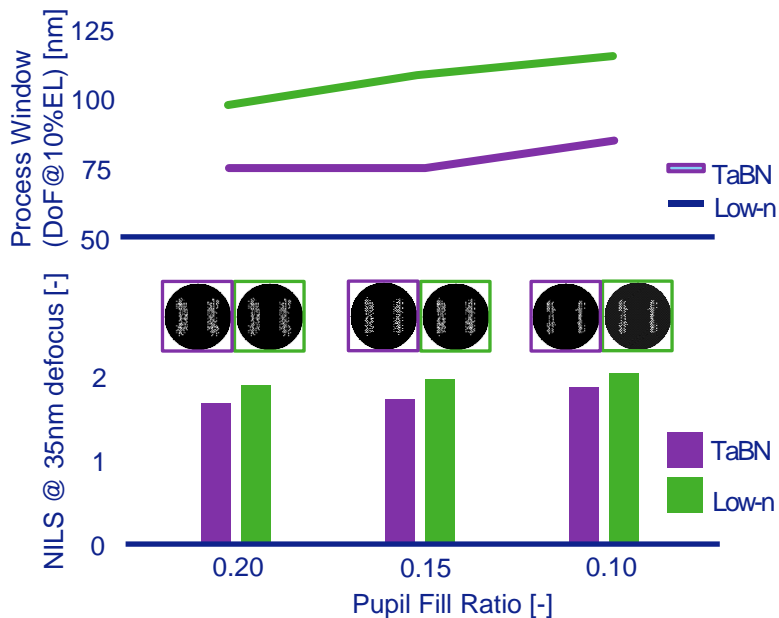 Process Window
(DoF@10%EL) [nm]
125
100
75
50
TaBN
Low-n
NILS @ 35nm defocus [-]
2
1
0
TaBN
Low-n
0.20
0.15
0.10
Pupil Fill Ratio [-]